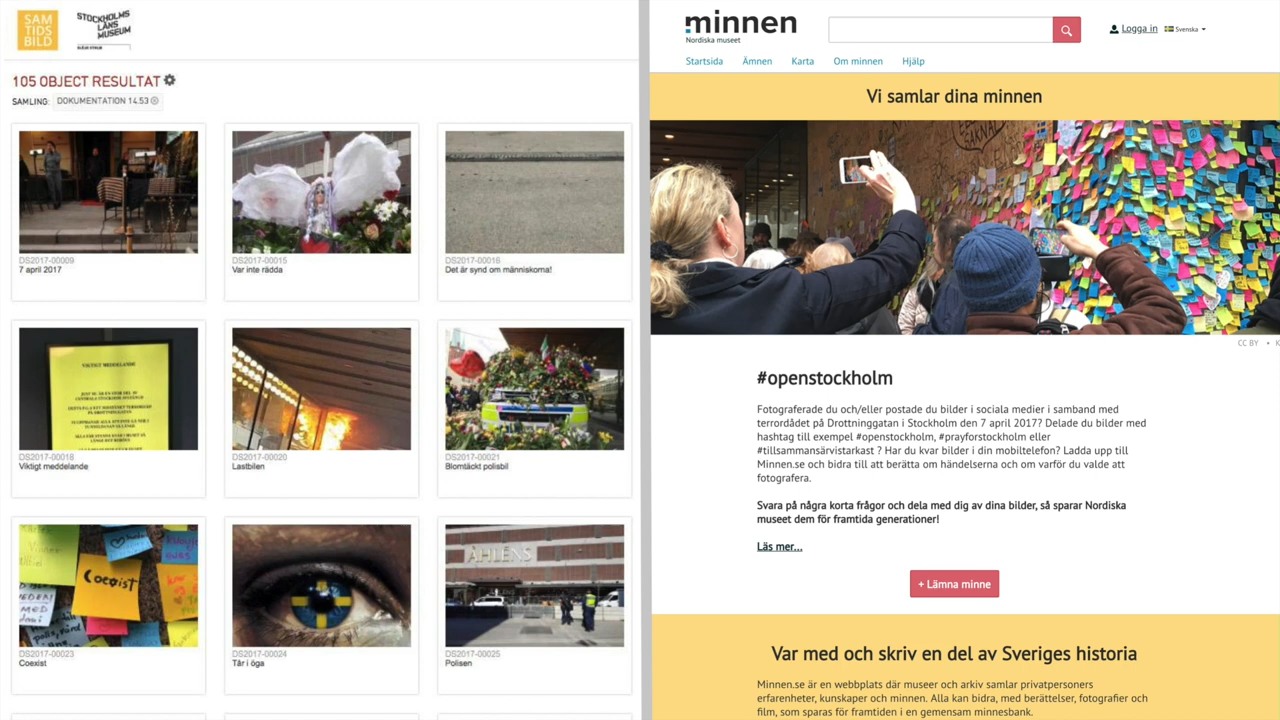 SAM
TIDS
BILD
STOCKHOLMS
LÄNS
MUSEUM
105 OBJECT RESULTAT
SAMLING: DOKUMENTATION 14.53
DS2017-00009
7 april 2017
DS2017-00015
Var inte rädda
DS2017-00016
Det är synd om människorna!
VIKTIGT MEDDELANDE
DS2017-00018
Viktigt meddelande
DS2017-00020
Lastbilen
DS2017-00021
Blomtäckt polisbil
Coexist
DS2017-00023
Coexist
DS2017-00024
Tår i öga
ÅHLÉNS
DS2017-00025
Polisen
minnen
Nordiska museet
Logga in
Svenska
Startsida Ämnen Karta Om minnen Hjälp
Vi samlar dina minnen
SAKNAD
CC BY • K
#openstockholm
Fotograferade du och/eller postade du bilder i sociala medier i samband med
terrordådet på Drottninggatan i Stockholm den 7 april 2017? Delade du bilder med
hashtag till exempel #openstockholm, #prayforstockholm eller
#tillsammansärvistarkast ? Har du kvar bilder i din mobiltelefon? Ladda upp till
Minnen.se och bidra till att berätta om händelserna och om varför du valde att
fotografera.
Svara på några korta frågor och dela med dig av dina bilder, så sparar Nordiska
museet dem för framtida generationer!
Läs mer...
+ Lämna minne
Var med och skriv en del av Sveriges historia
Minnen.se är en webbplats där museer och arkiv samlar privatpersoners
erfarenheter, kunskaper och minnen. Alla kan bidra, med berättelser, fotografier och
film, som sparas för framtiden i en gemensam minnesbank.